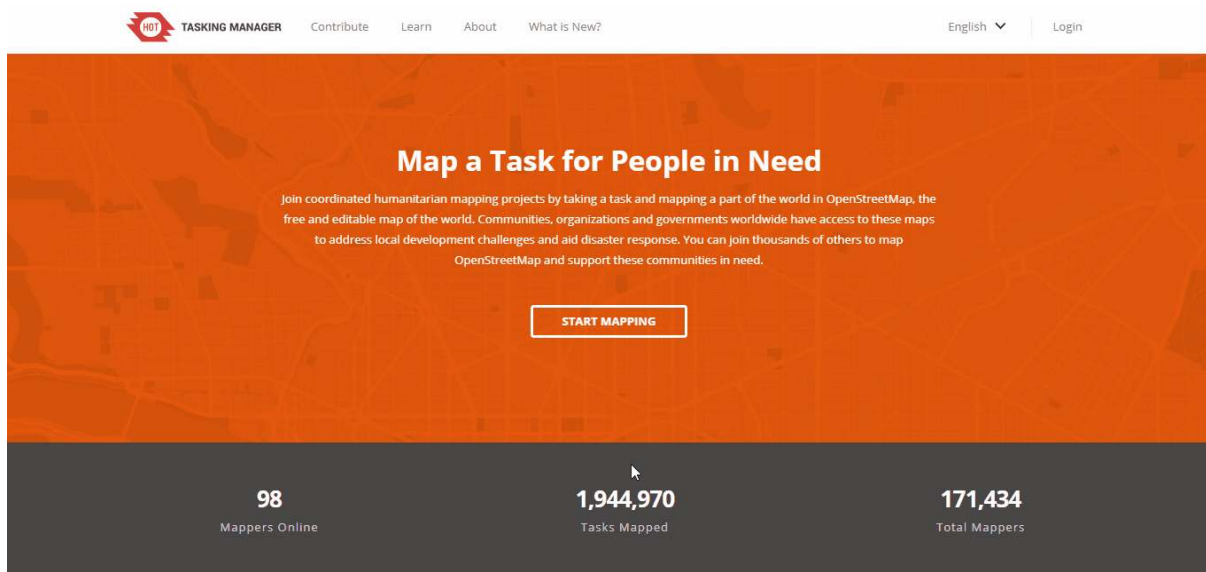 HOT TASKING MANAGER Contribute Learn About What is New? English Login
Map a Task for People in Need
Join coordinated humanitarian mapping projects by taking a task and mapping a part of the world in OpenStreetMap, the
free and editable map of the world. Communities, organizations and governments worldwide have access to these maps
to address local development challenges and aid disaster response. You can join thousands of others to map
OpenStreetMap and support these communities in need.
START MAPPING
98 1,944,970 171,434
Mappers Online Tasks Mapped Total Mappers